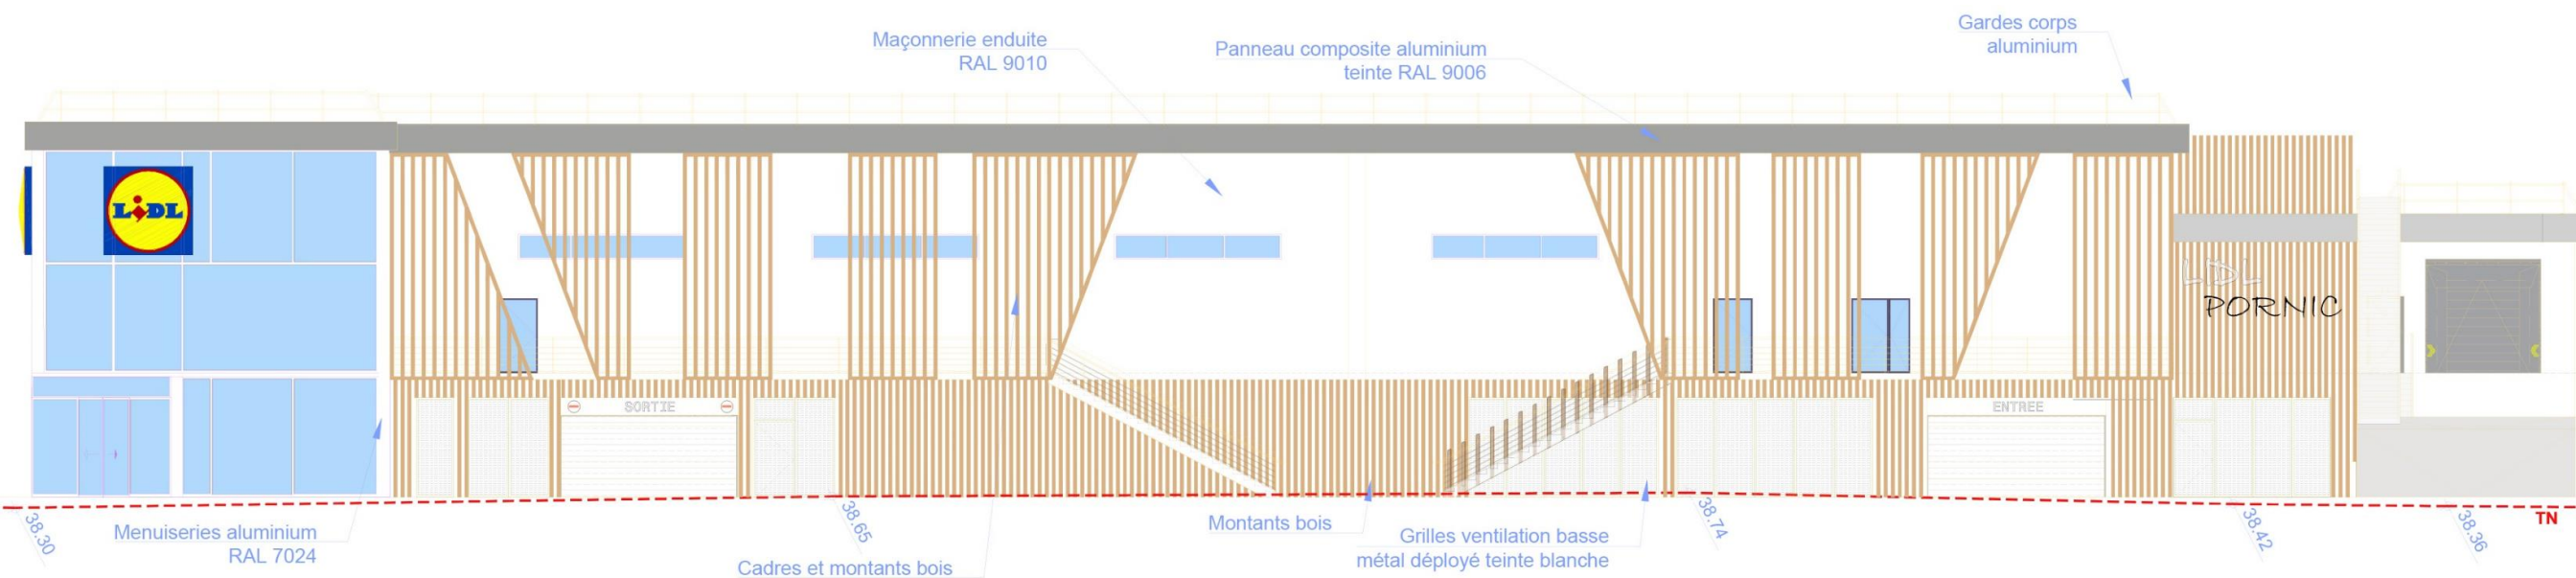 Gardes corps
aluminium
Maçonnerie enduite
RAL 9010
Panneau composite aluminium
teinte RAL 9006
LIDL
LIDL
PORNIC
SORTIE
ENTREE
38.30
Menuiseries aluminium
RAL 7024
38.65
Cadres et montants bois
Montants bois
Grilles ventilation basse
métal déployé teinte blanche
38.74
38.42
38.36
TN